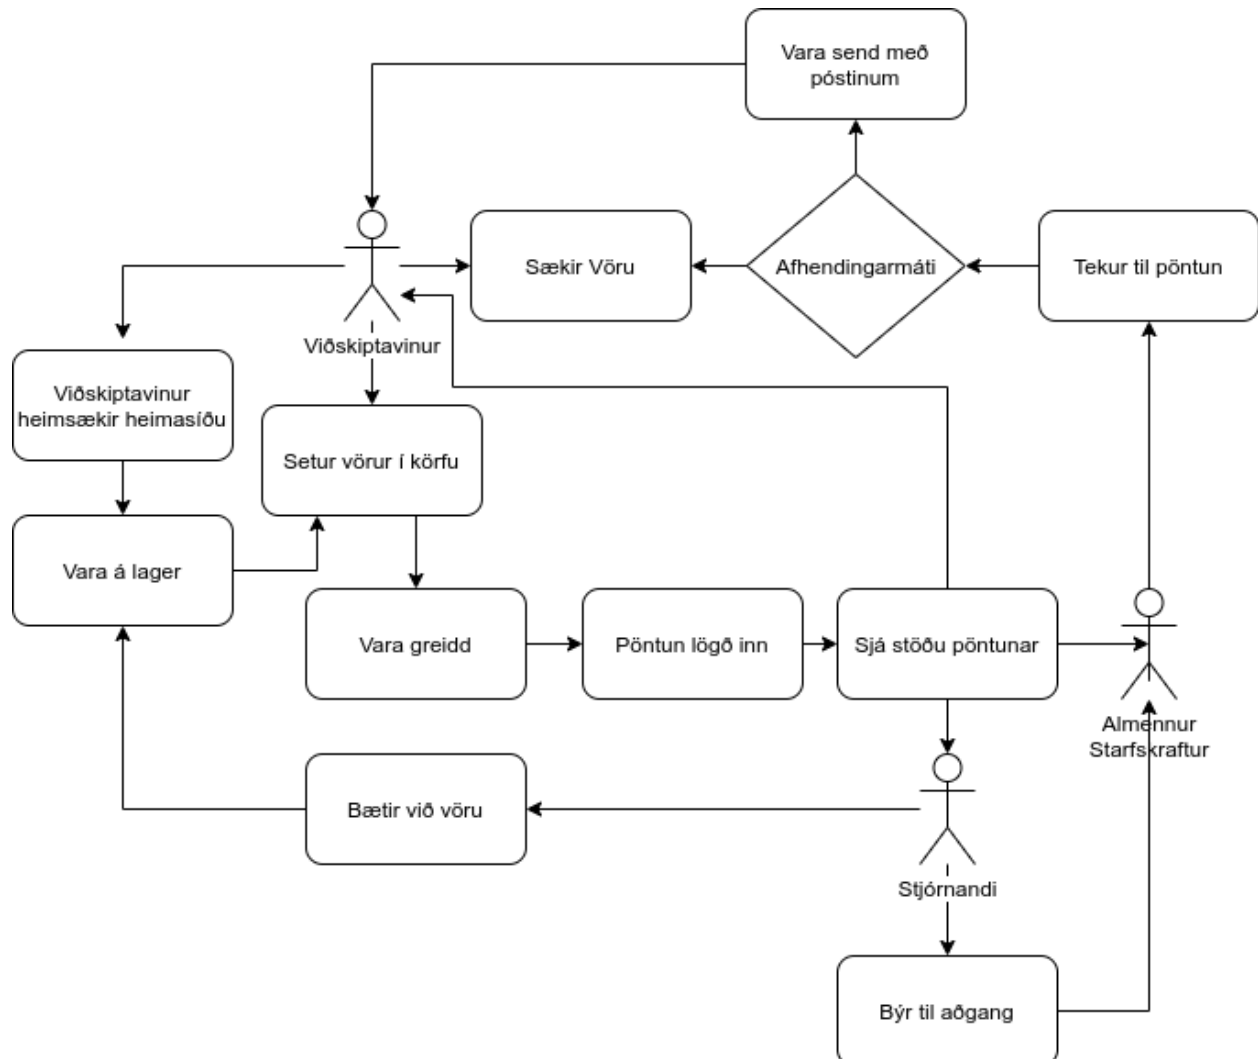 Vara send með
póstinum
Sækir Vöru
Afhendingarmáti
Tekur til pöntun
Viðskiptavinur
Viðskiptavinur
heimsækir heimasíðu
Setur vörur í körfu
Vara á lager
Vara greidd
Pöntun lögð inn
Sjá stöðu pöntunar
Almennur
Starfskraftur
Bætir við vöru
Stjórnandi
Býr til aðgang